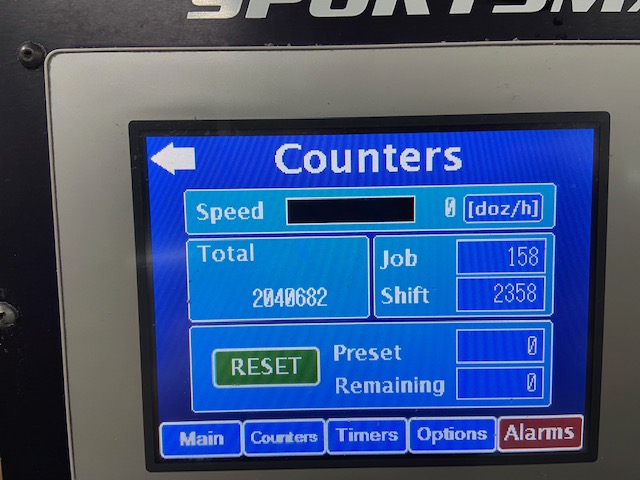 Counters
Speed 0 [doz/h]
Total
2040682
Job 158
Shift 2358
RESET
Preset 0
Remaining 0
Main Counters Timers Options Alarms